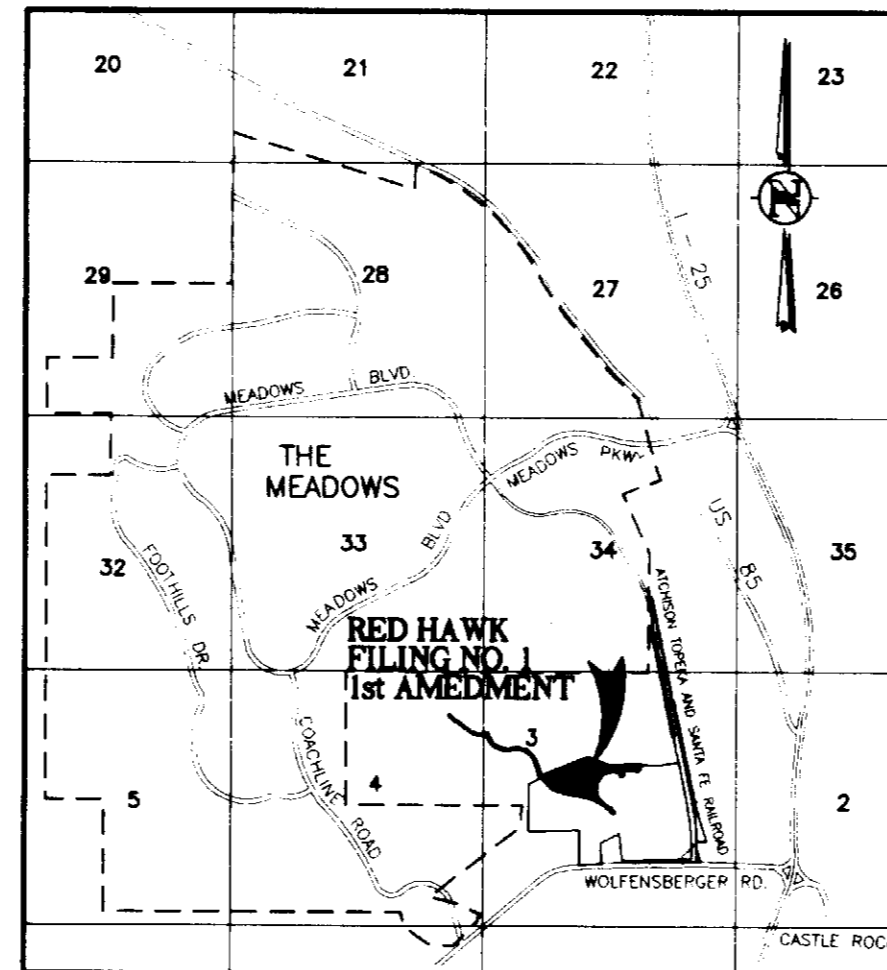 20
21
22
23
29
28
27
26
I - 25
MEADOWS BLVD.
THE
MEADOWS
MEADOWS PKWY
MEADOWS BLVD
32
33
34
35
US 85
FOOTHILLS DR.
ATCHISON TOPEKA AND SANTA FE RAILROAD
RED HAWK
FILING NO. 1
1st AMEDMENT
3
COACHLINE ROAD
5
4
2
WOLFENSBERGER RD.
CASTLE ROC
N